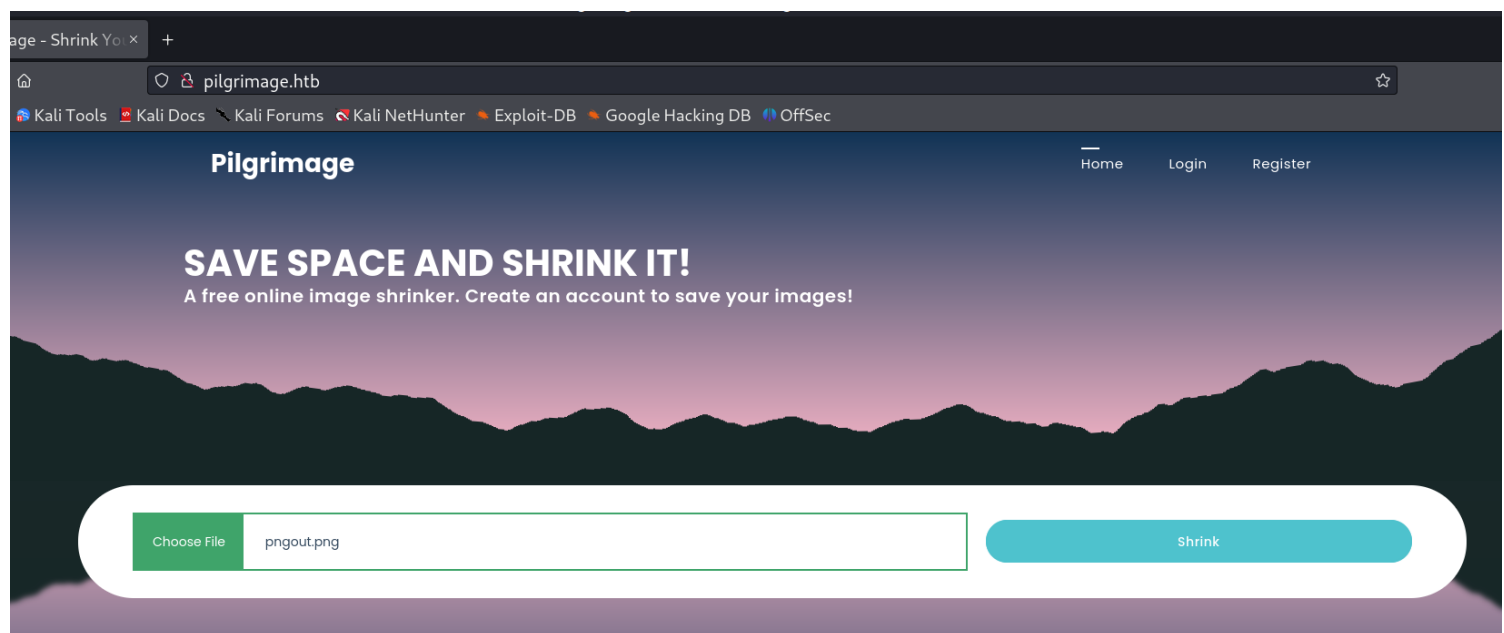 age - Shrink You
pilgrimage.htb
Kali Tools Kali Docs Kali Forums Kali NetHunter Exploit-DB Google Hacking DB OffSec
Pilgrimage Home Login Register
SAVE SPACE AND SHRINK IT!
A free online image shrinker. Create an account to save your images!
Choose File pngout.png Shrink